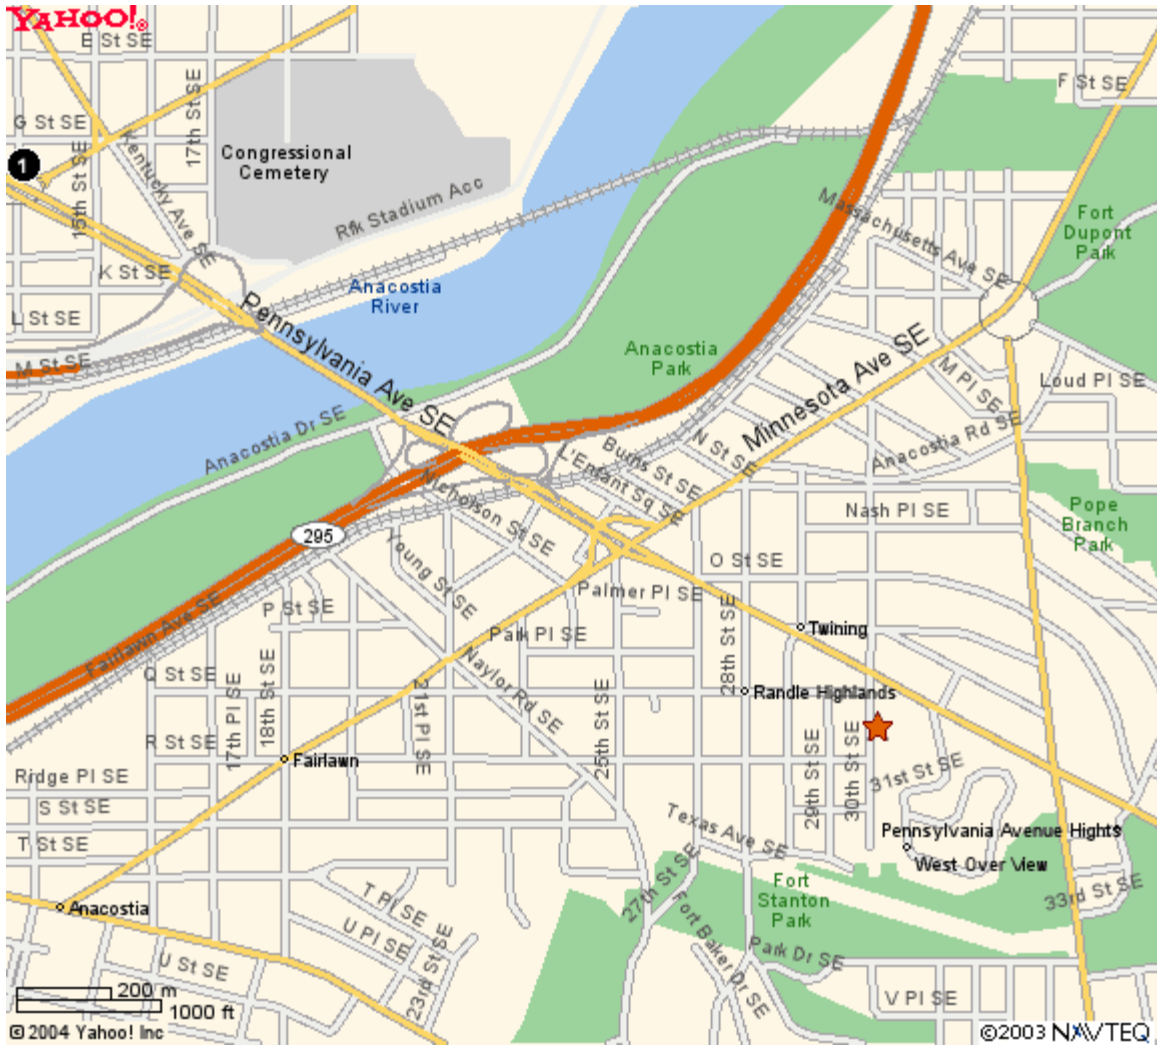 YAHOO!®
E St SE
F St SE
G St SE
17th St SE
Kentucky Ave SE
Congressional
Cemetery
1
15th St SE
Rfk Stadium Acc
Massachusetts Ave SE
Fort
Dupont
Park
K St SE
Anacostia
River
L St SE
Pennsylvania Ave SE
M St SE
Anacostia
Park
Minnesota Ave SE
M Pl SE
Loud Pl SE
Anacostia Dr SE
Anacostia Rd SE
N St SE
Burns St SE
L'Enfant Sq SE
Nicholson St SE
Nash Pl SE
Pope
Branch
Park
295
Young St SE
O St SE
Palmer Pl SE
P St SE
Fairlawn Ave SE
Park Pl SE
Twining
28th St SE
Naylor Rd SE
Q St SE
Randle Highlands
17th Pl SE
18th St SE
21st Pl SE
25th St SE
R St SE
Fairlawn
29th St SE
30th St SE
31st St SE
Ridge Pl SE
S St SE
T St SE
Texas Ave SE
Pennsylvania Avenue Hights
West Over View
27th St SE
Fort
Stanton
Park
33rd St SE
T Pl SE
Anacostia
U Pl SE
Fort Baker Dr SE
Park Dr SE
U St SE
23rd St SE
V Pl SE
200 m
1000 ft
© 2004 Yahoo! Inc
©2003 NAVTEQ